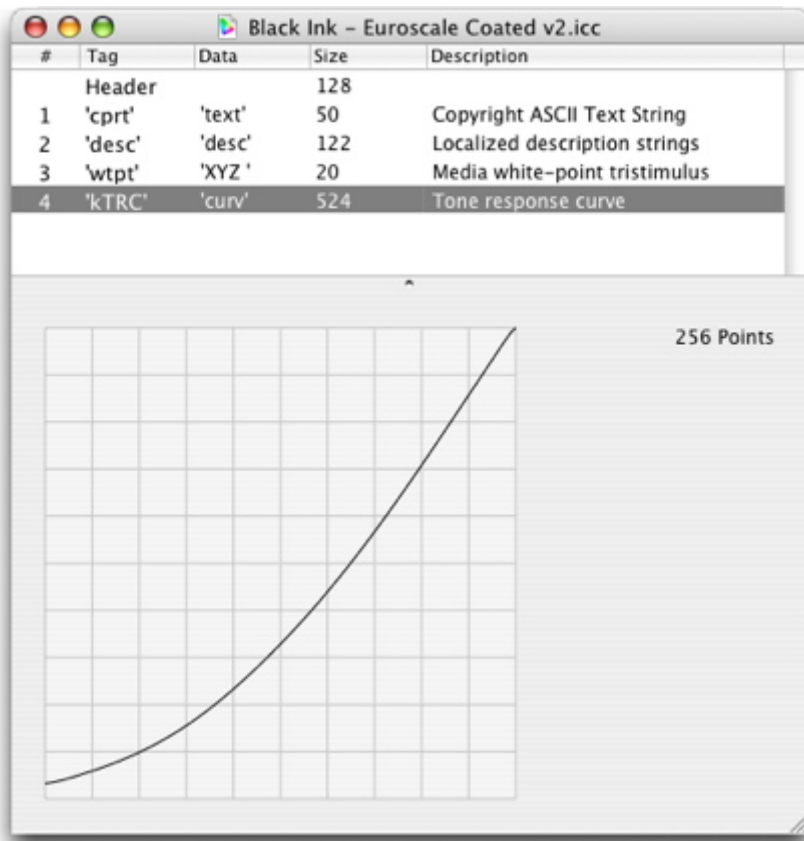 Black Ink – Euroscale Coated v2.icc
# Tag Data Size Description
Header 128
1 'cprt' 'text' 50 Copyright ASCII Text String
2 'desc' 'desc' 122 Localized description strings
3 'wtpt' 'XYZ ' 20 Media white-point tristimulus
4 'kTRC' 'curv' 524 Tone response curve
256 Points